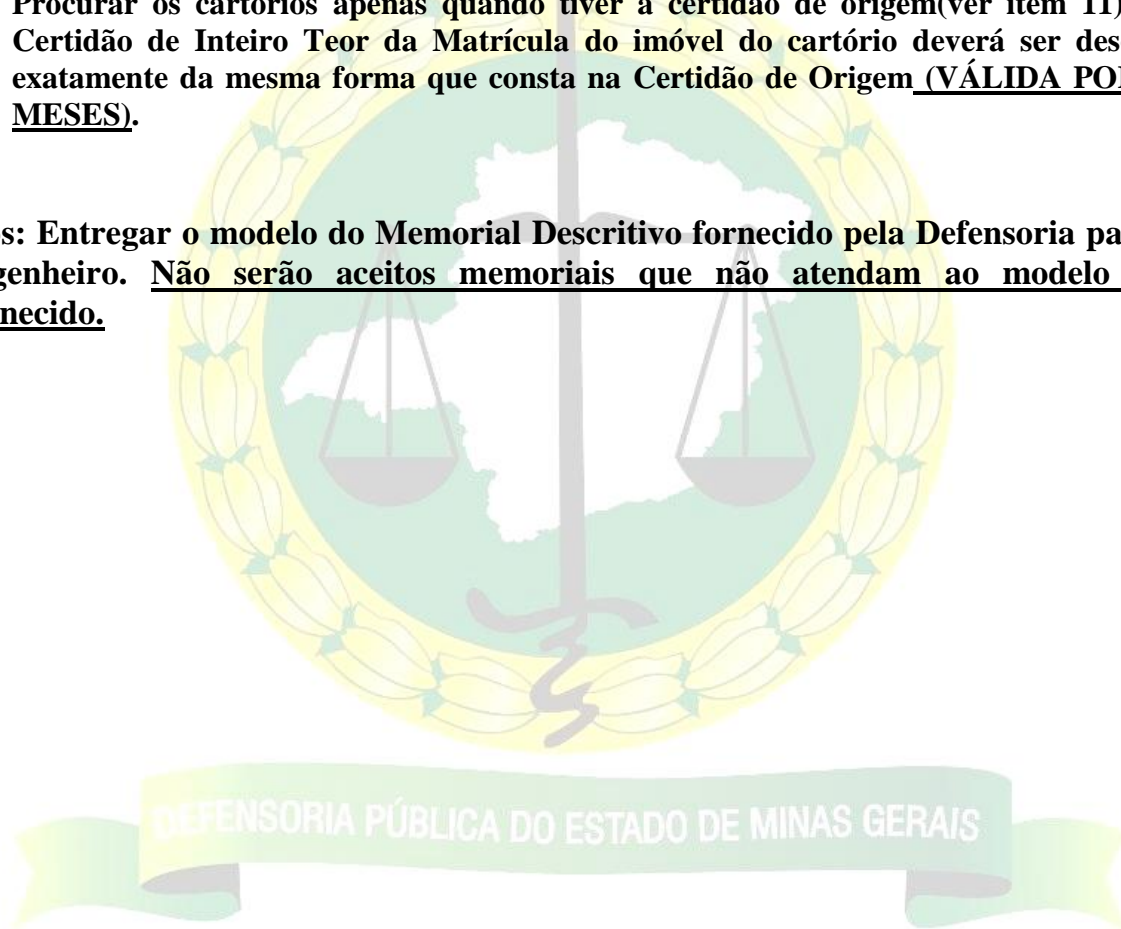 Procurar os cartórios apenas quando tiver a certidão de origem(ver item 11)
Certidão de Inteiro Teor da Matrícula do imóvel do cartório deverá ser des
exatamente da mesma forma que consta na Certidão de Origem (VÁLIDA PO
MESES).
s: Entregar o modelo do Memorial Descritivo fornecido pela Defensoria pa
genheiro. Não serão aceitos memoriais que não atendam ao modelo
necido.
DEFENSORIA PÚBLICA DO ESTADO DE MINAS GERAIS